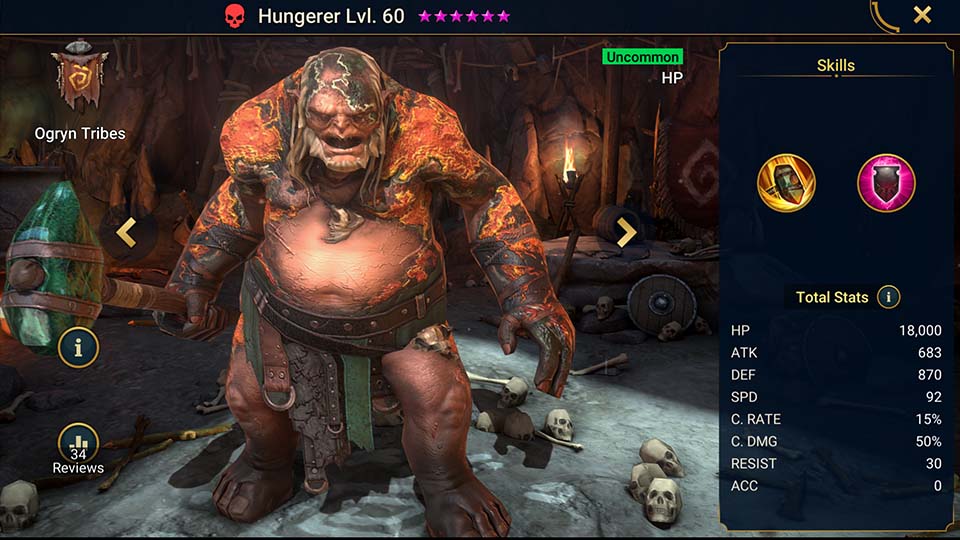 Hungerer Lvl. 60
Ogryn Tribes
Uncommon
HP
i
34
Reviews
Skills
Total Stats i
HP 18,000
ATK 683
DEF 870
SPD 92
C. RATE 15%
C. DMG 50%
RESIST 30
ACC 0